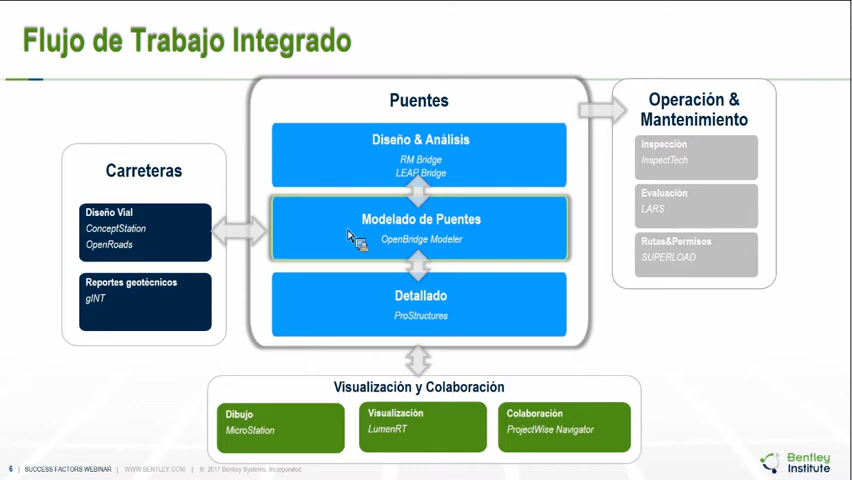 Flujo de Trabajo Integrado
Puentes
Diseño & Análisis
RM Bridge
LEAP Bridge
Modelado de Puentes
OpenBridge Modeler
Detallado
ProStructures
Carreteras
Diseño Vial
ConceptStation
OpenRoads
Reportes geotécnicos
gINT
Operación &
Mantenimiento
Inspección
InspectTech
Evaluación
LARS
Rutas&Permisos
SUPERLOAD
Visualización y Colaboración
Dibujo
MicroStation
Visualización
LumenRT
Colaboración
ProjectWise Navigator
6 | SUCCESS FACTORS WEBINAR | WWW.BENTLEY.COM | © 2017 Bentley Systems, Incorporated
Bentley
Institute